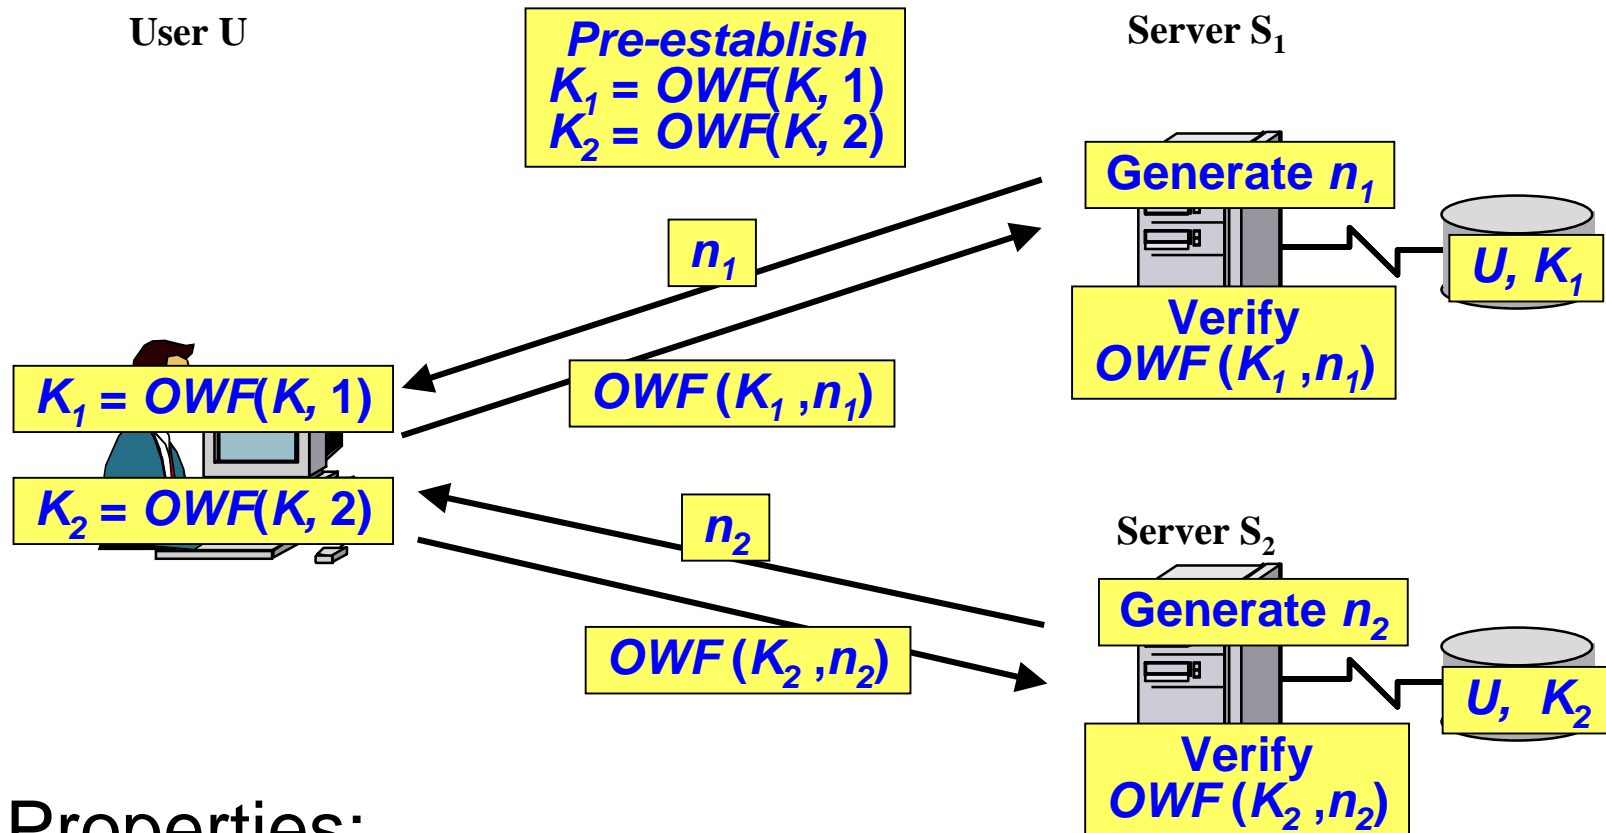 User U
Pre-establish
K₁ = OWF(K, 1)
K₂ = OWF(K, 2)
Server S₁
Generate n₁
n₁
U, K₁
Verify
OWF (K₁ ,n₁)
K₁ = OWF(K, 1)
OWF (K₁ ,n₁)
K₂ = OWF(K, 2)
n₂
Server S₂
Generate n₂
OWF (K₂ ,n₂)
U, K₂
Verify
OWF (K₂ ,n₂)
Properties: